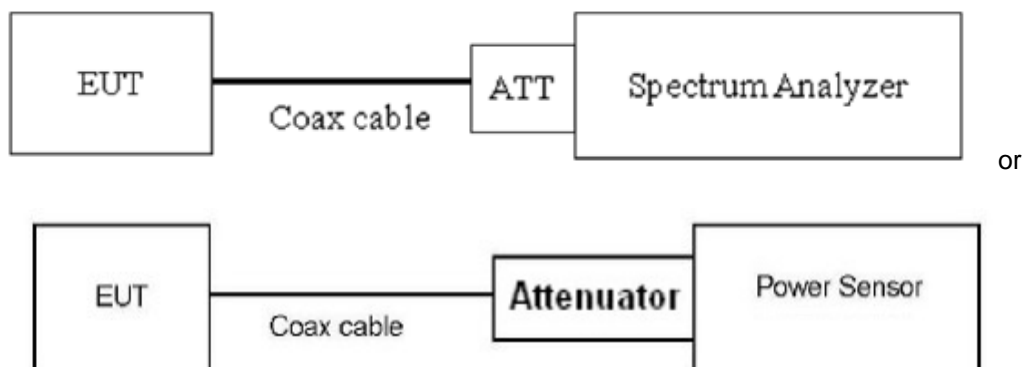 EUT
Coax cable
ATT
Spectrum Analyzer
or
EUT
Coax cable
Attenuator
Power Sensor